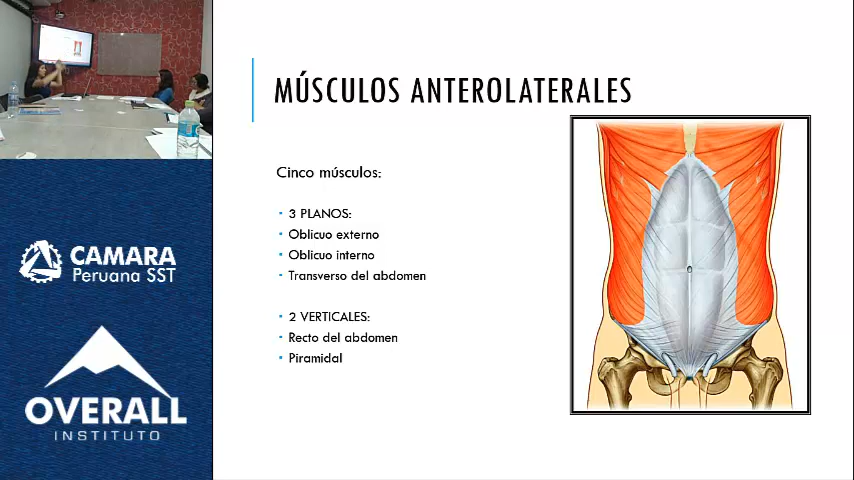 MÚSCULOS ANTEROLATERALES
Cinco músculos:
3 PLANOS:
Oblicuo externo
Oblicuo interno
Transverso del abdomen
2 VERTICALES:
Recto del abdomen
Piramidal
CAMARA
Peruana SST
OVERALL
INSTITUTO